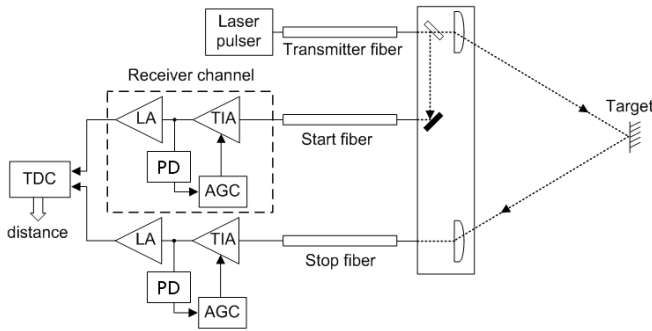 Laser
pulser
Transmitter fiber
Receiver channel
LA
TIA
Start fiber
Target
PD
AGC
TDC
distance
LA
TIA
Stop fiber
PD
AGC